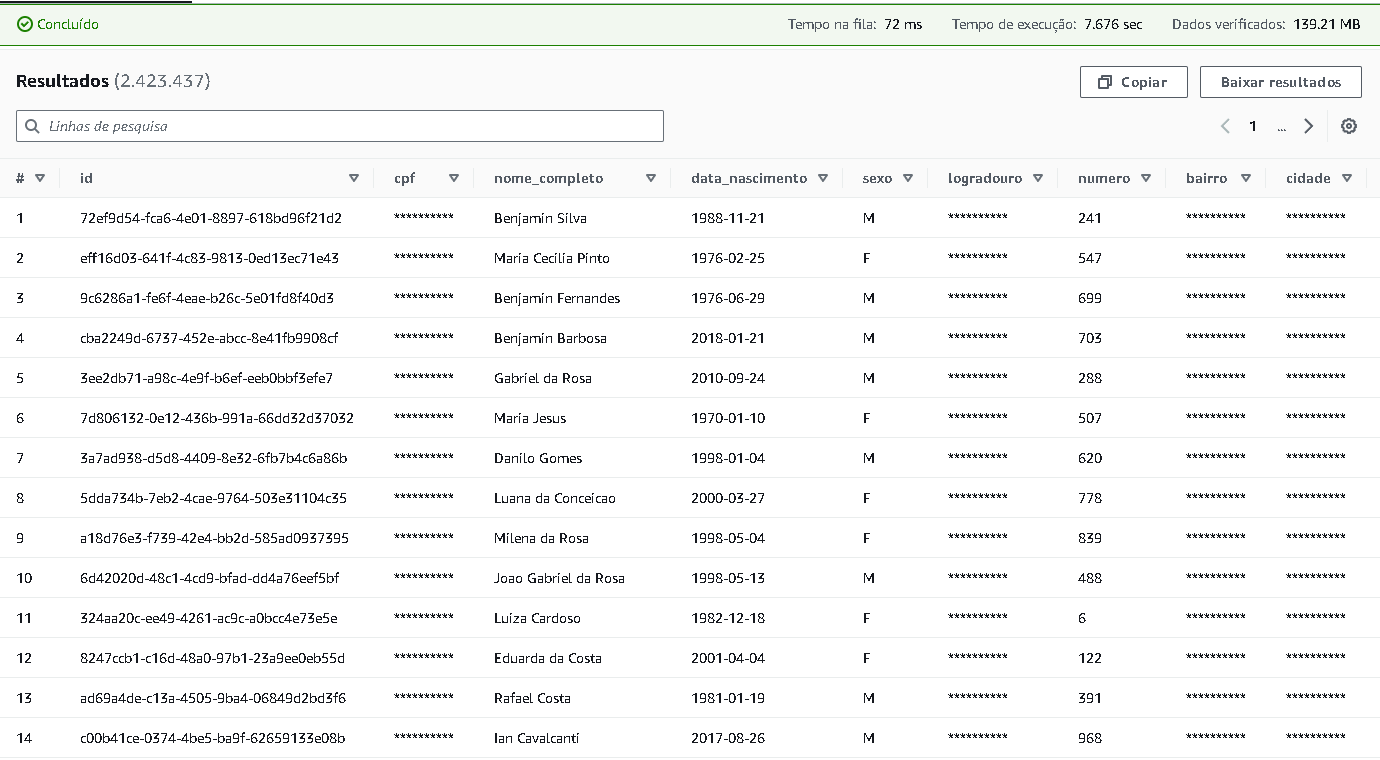 Concluído Tempo na fila: 72 ms Tempo de execução: 7.676 sec Dados verificados: 139.21 MB
Resultados (2.423.437) Copiar Baixar resultados
Linhas de pesquisa 1 ...
# id cpf nome_completo data_nascimento sexo logradouro numero bairro cidade
1 72ef9d54-fca6-4e01-8897-618bd96f21d2 ********** Benjamin Silva 1988-11-21 M ********** 241 ********** **********
2 eff16d03-641f-4c83-9813-0ed13ec71e43 ********** Maria Cecilia Pinto 1976-02-25 F ********** 547 ********** **********
3 9c6286a1-fe6f-4eae-b26c-5e01fd8f40d3 ********** Benjamin Fernandes 1976-06-29 M ********** 699 ********** **********
4 cba2249d-6737-452e-abcc-8e41fb9908cf ********** Benjamin Barbosa 2018-01-21 M ********** 703 ********** **********
5 3ee2db71-a98c-4e9f-b6ef-eeb0bbf3efe7 ********** Gabriel da Rosa 2010-09-24 M ********** 288 ********** **********
6 7d806132-0e12-436b-991a-66dd32d37032 ********** Maria Jesus 1970-01-10 F ********** 507 ********** **********
7 3a7ad938-d5d8-4409-8e32-6fb7b4c6a86b ********** Danilo Gomes 1998-01-04 M ********** 620 ********** **********
8 5dda734b-7eb2-4cae-9764-503e31104c35 ********** Luana da Conceicao 2000-03-27 F ********** 778 ********** **********
9 a18d76e3-f739-42e4-bb2d-585ad0937395 ********** Milena da Rosa 1998-05-04 F ********** 839 ********** **********
10 6d42020d-48c1-4cd9-bfad-dd4a76eef5bf ********** Joao Gabriel da Rosa 1998-05-13 M ********** 488 ********** **********
11 324aa20c-ee49-4261-ac9c-a0bcc4e73e5e ********** Luiza Cardoso 1982-12-18 F ********** 6 ********** **********
12 8247ccb1-c16d-48a0-97b1-23a9ee0eb55d ********** Eduarda da Costa 2001-04-04 F ********** 122 ********** **********
13 ad69a4de-c13a-4505-9ba4-06849d2bd3f6 ********** Rafael Costa 1981-01-19 M ********** 391 ********** **********
14 c00b41ce-0374-4be5-ba9f-62659133e08b ********** Ian Cavalcanti 2017-08-26 M ********** 968 ********** **********